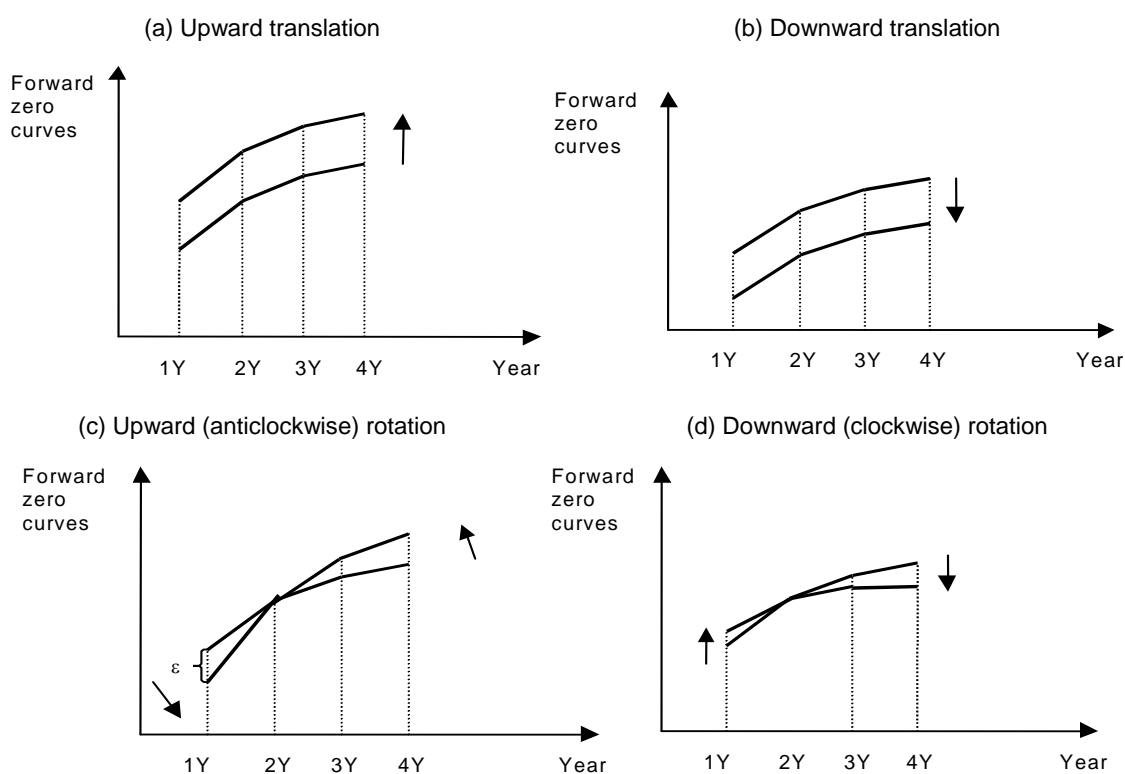 (a) Upward translation
Forward
zero
curves
1Y 2Y 3Y 4Y Year
(b) Downward translation
Forward
zero
curves
1Y 2Y 3Y 4Y Year
(c) Upward (anticlockwise) rotation
Forward
zero
curves
ε
1Y 2Y 3Y 4Y Year
(d) Downward (clockwise) rotation
Forward
zero
curves
1Y 2Y 3Y 4Y Year